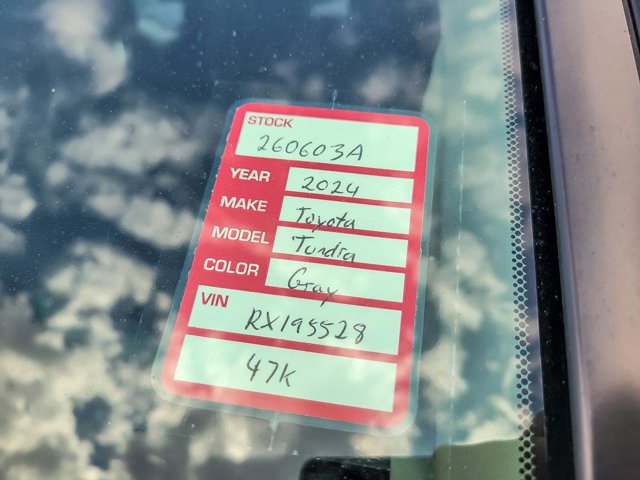 STOCK
260603A
YEAR 2024
MAKE Toyota
MODEL Tundra
COLOR Gray
VIN
RX195528
47K